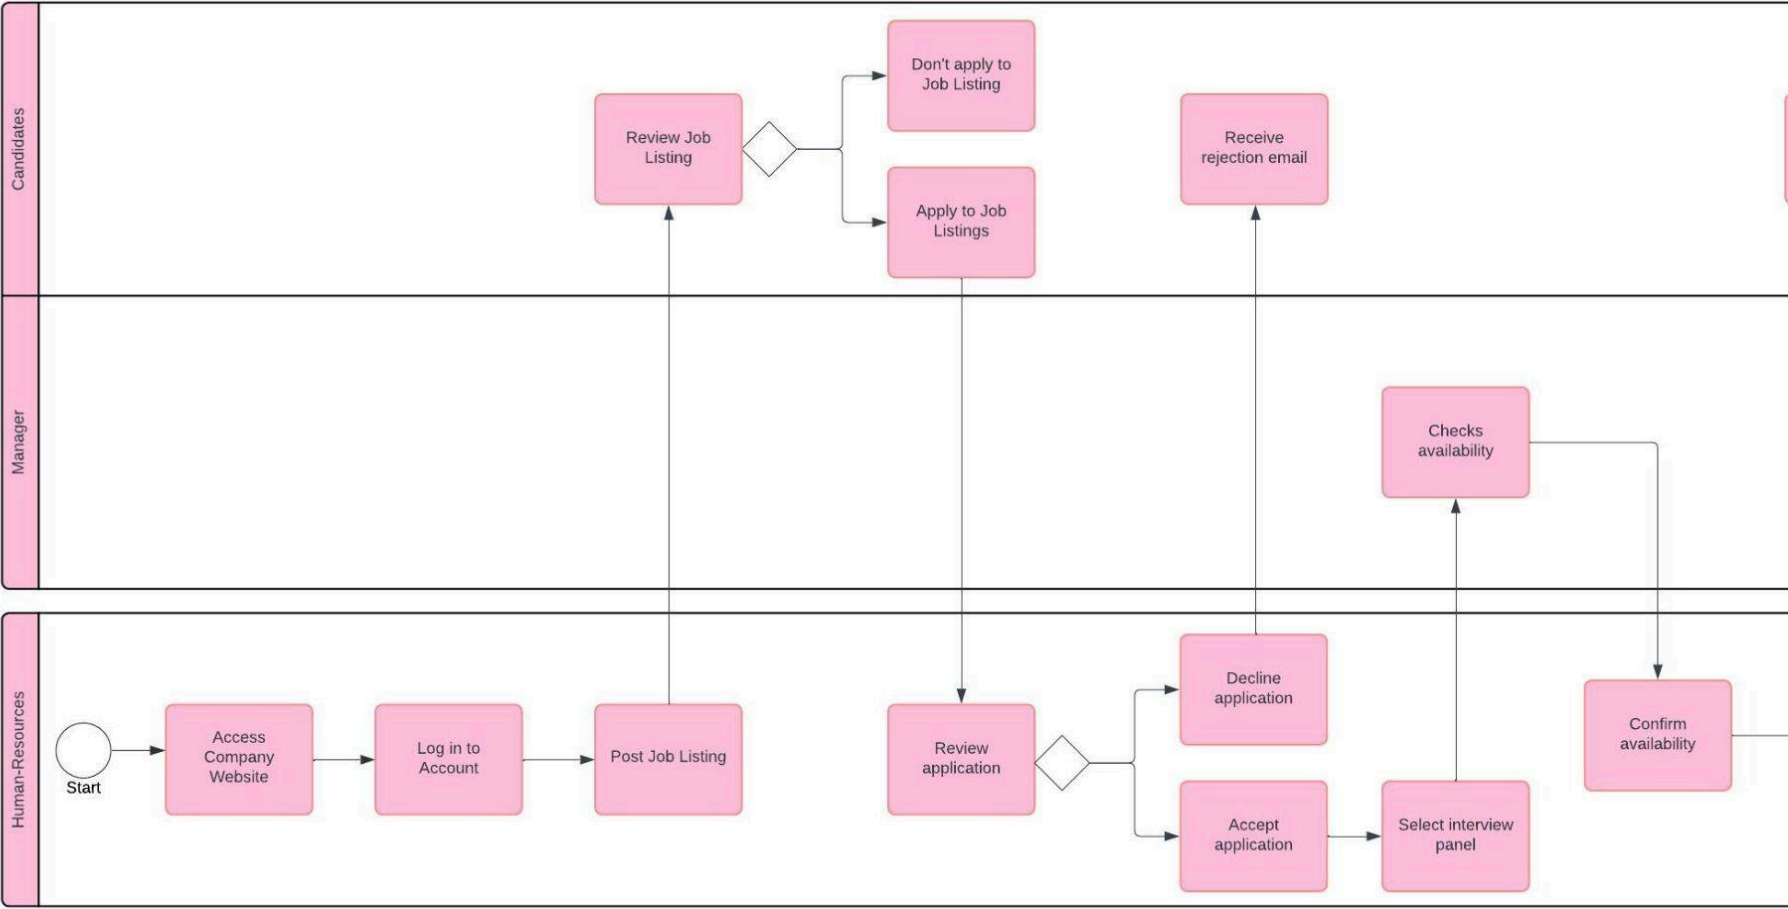 Candidates
Don't apply to
Job Listing
Review Job
Listing
Receive
rejection email
Apply to Job
Listings
Manager
Checks
availability
Human-Resources
Start
Access
Company
Website
Log in to
Account
Post Job Listing
Review
application
Decline
application
Accept
application
Select interview
panel
Confirm
availability